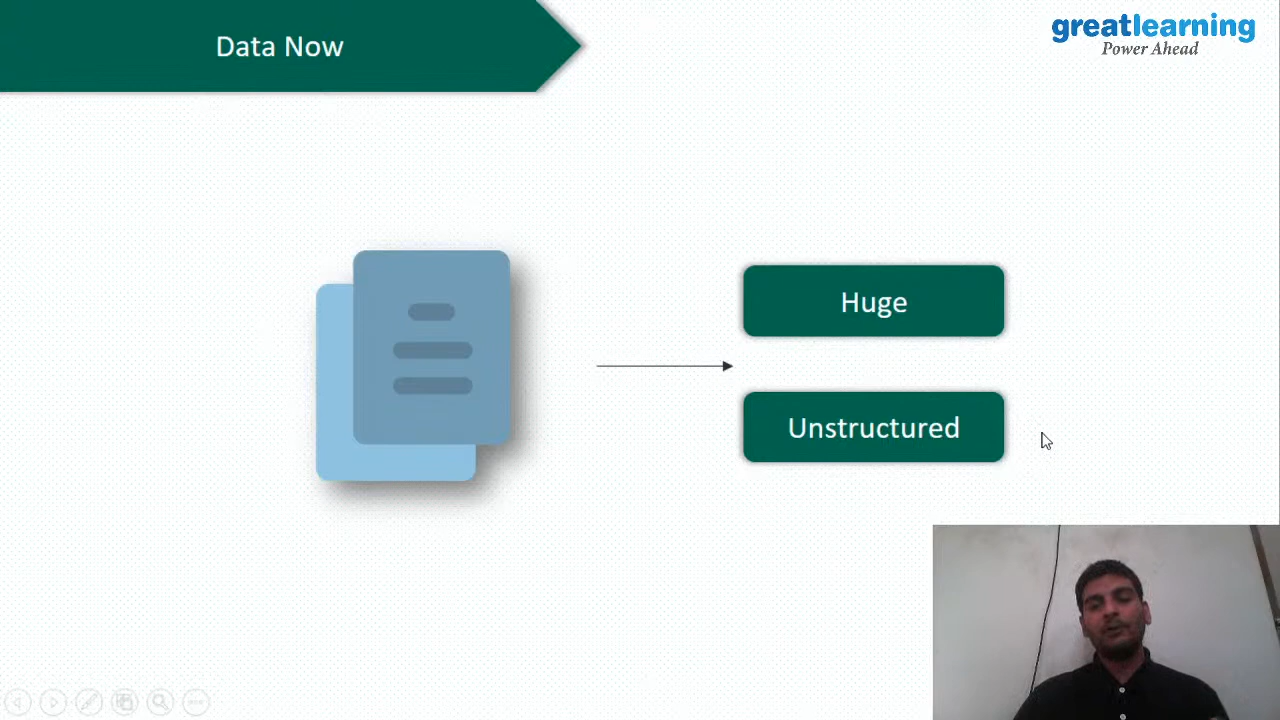 Data Now
greatlearning
Power Ahead
Huge
Unstructured